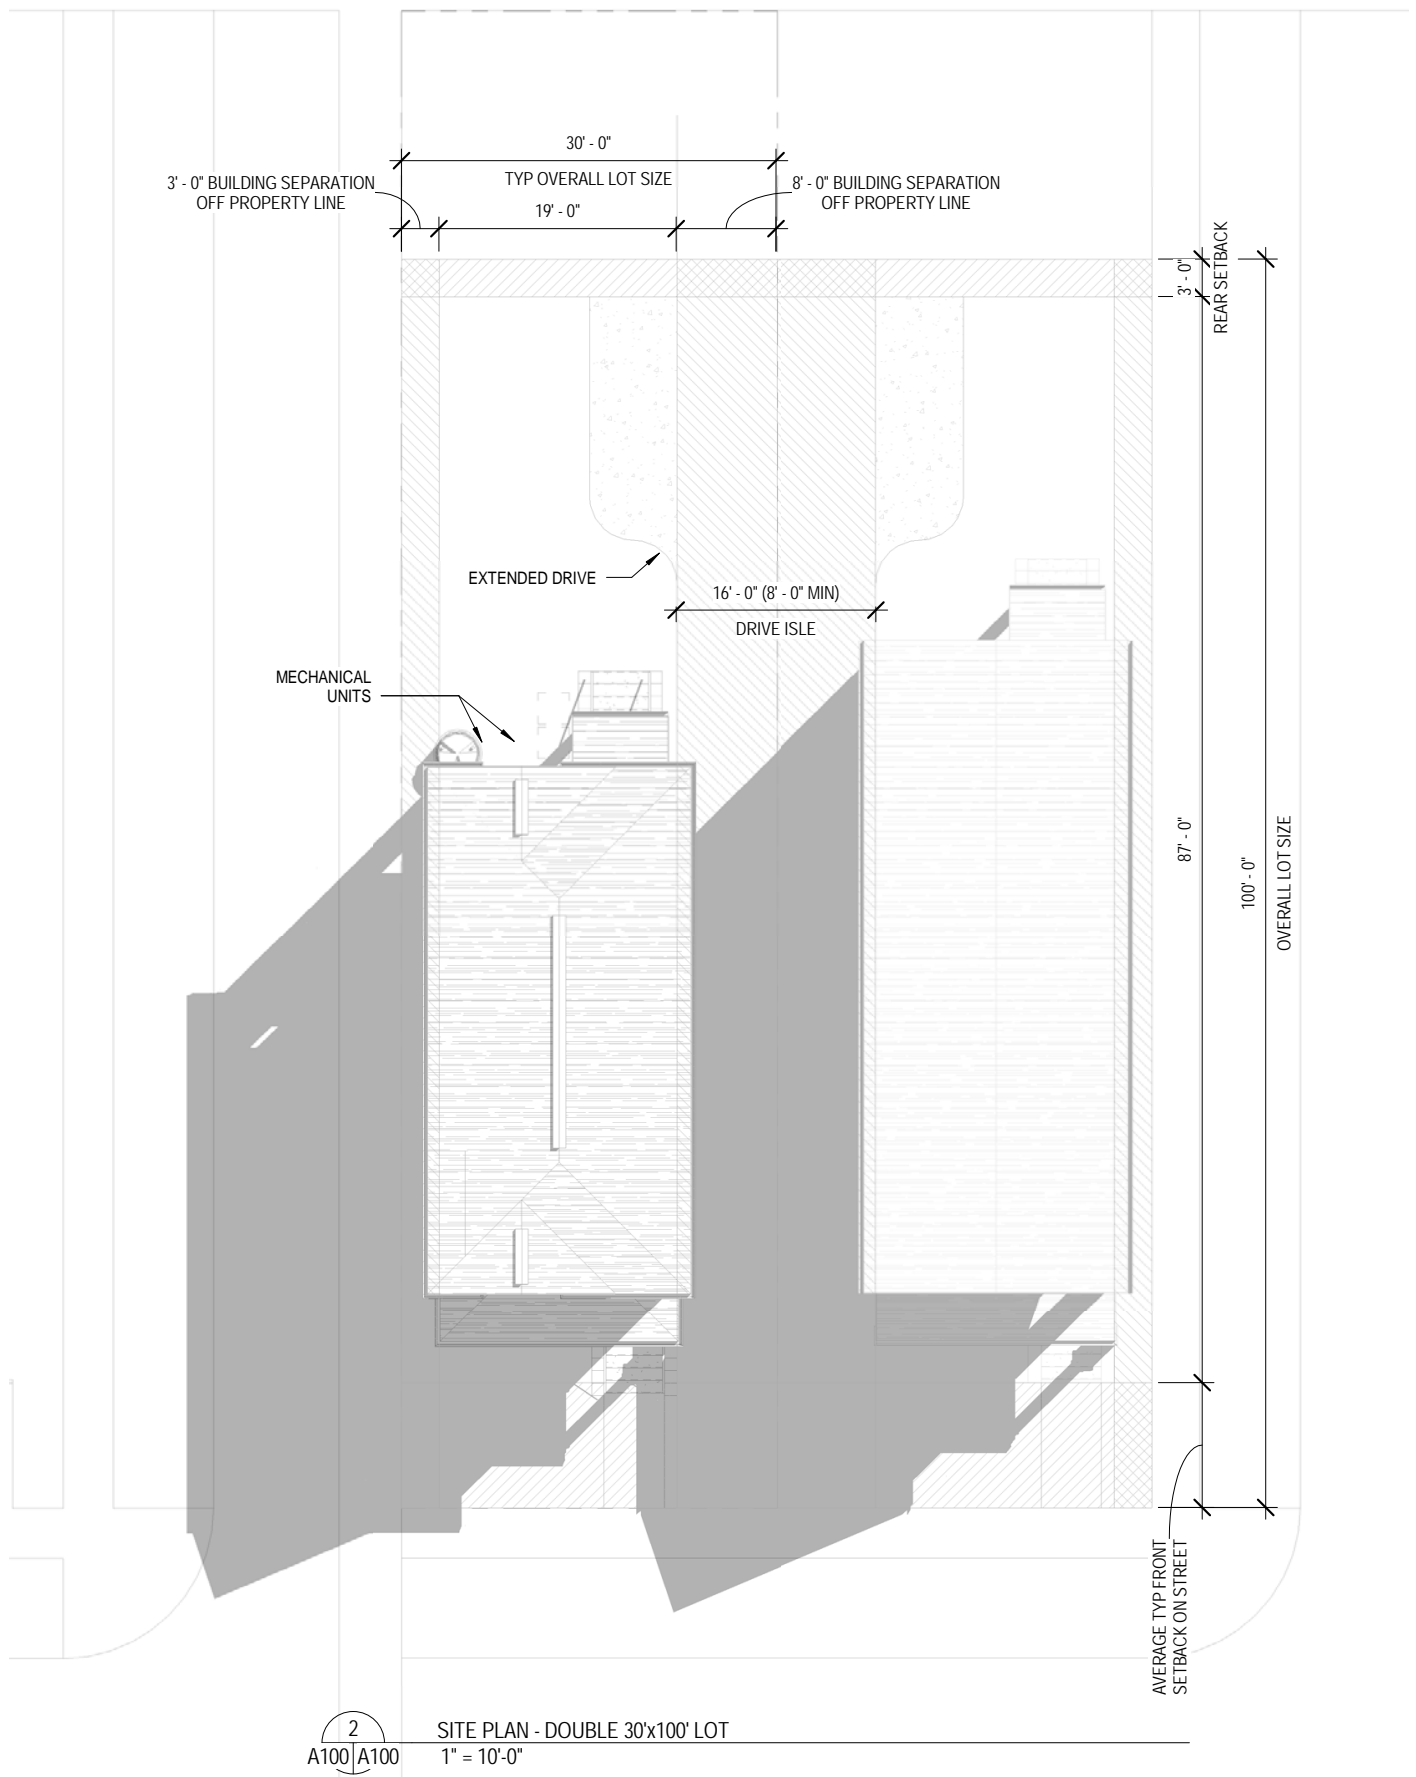 30' - 0"
TYP OVERALL LOT SIZE
3' - 0" BUILDING SEPARATION
OFF PROPERTY LINE
8' - 0" BUILDING SEPARATION
OFF PROPERTY LINE
19' - 0"
3' - 0"
REAR SETBACK
EXTENDED DRIVE
16' - 0" (8' - 0" MIN)
DRIVE ISLE
MECHANICAL
UNITS
87' - 0"
100' - 0"
OVERALL LOT SIZE
AVERAGE TYP FRONT
SETBACK ON STREET
2
A100 A100
SITE PLAN - DOUBLE 30'x100' LOT
1" = 10'-0"